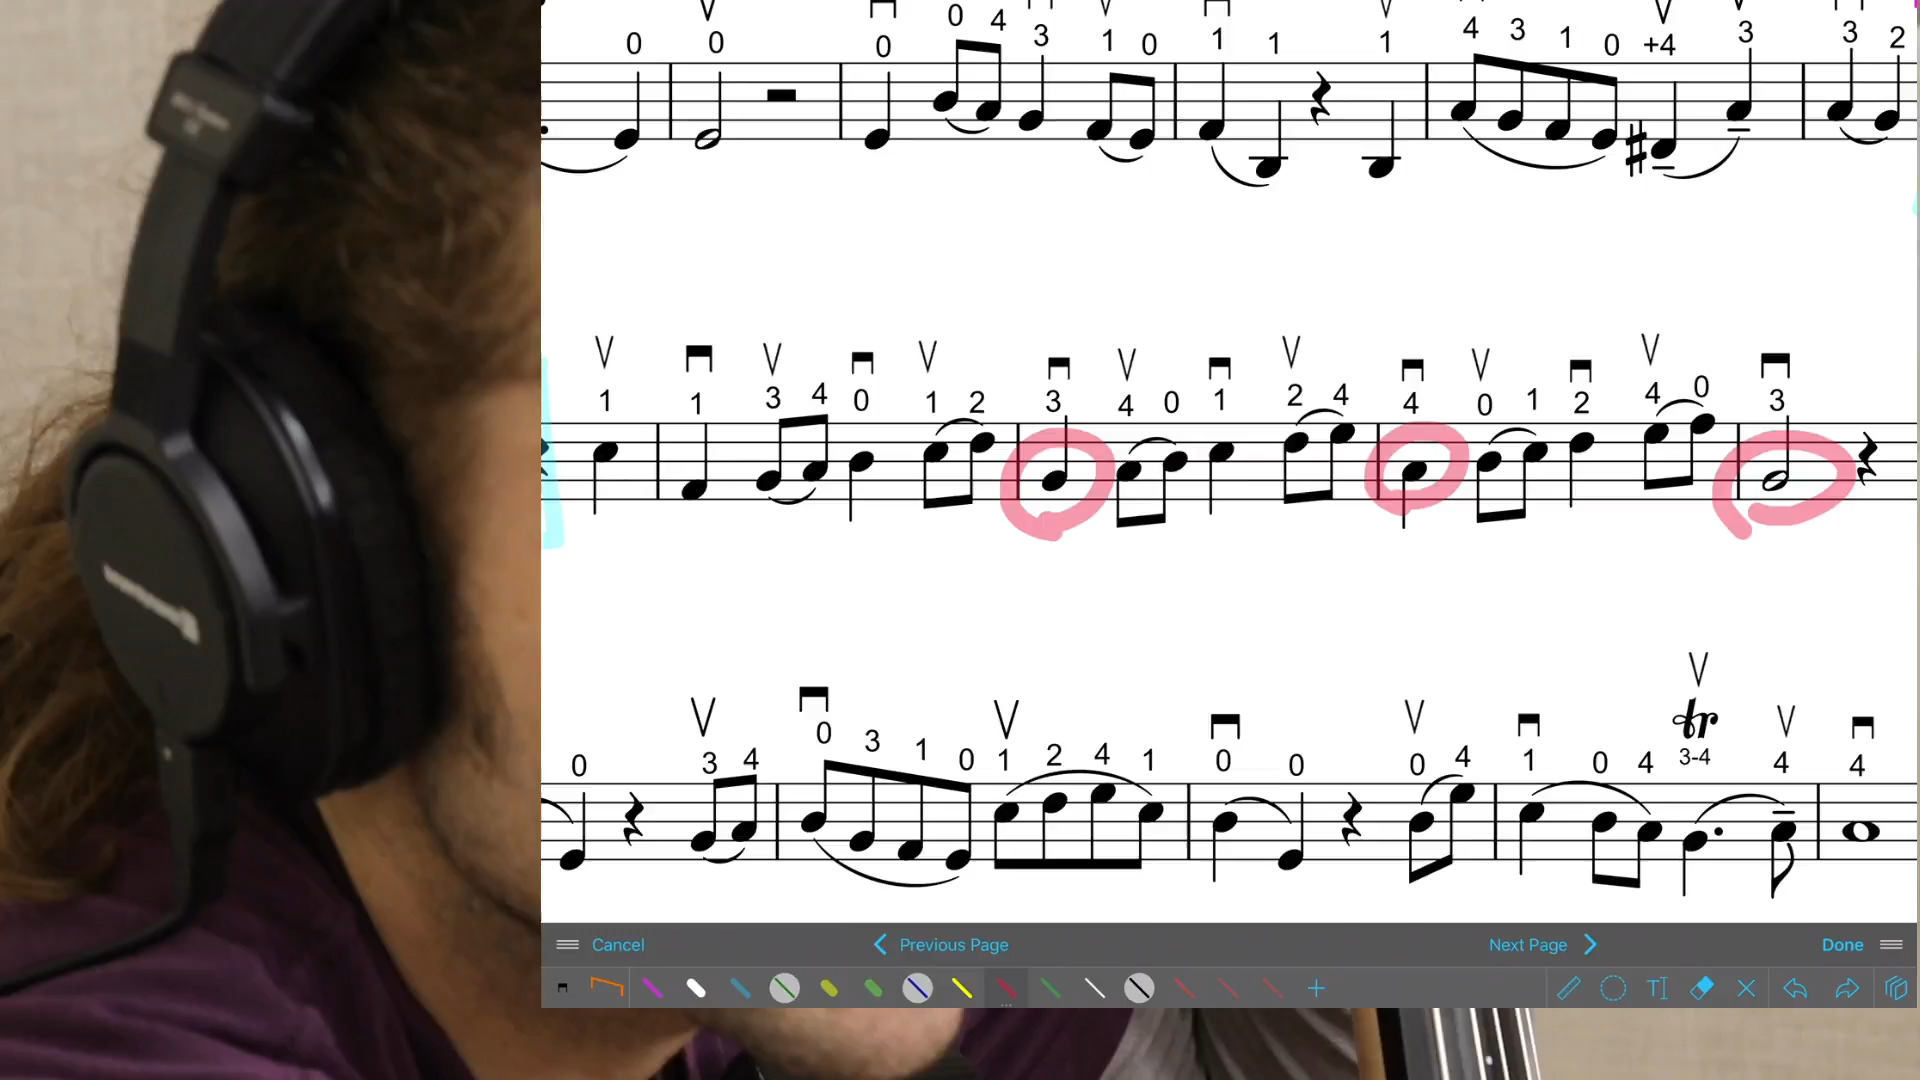 0 0 0 0 4 3 1 0 1 1 1 4 3 1 0 +4 3 3 2
1 1 3 4 0 1 2 3 4 0 1 2 4 4 0 1 2 4 0 3
tr
0 3 4 0 3 1 0 1 2 4 1 0 0 0 4 1 0 4 3-4 4 4
Cancel Previous Page Next Page Done
T